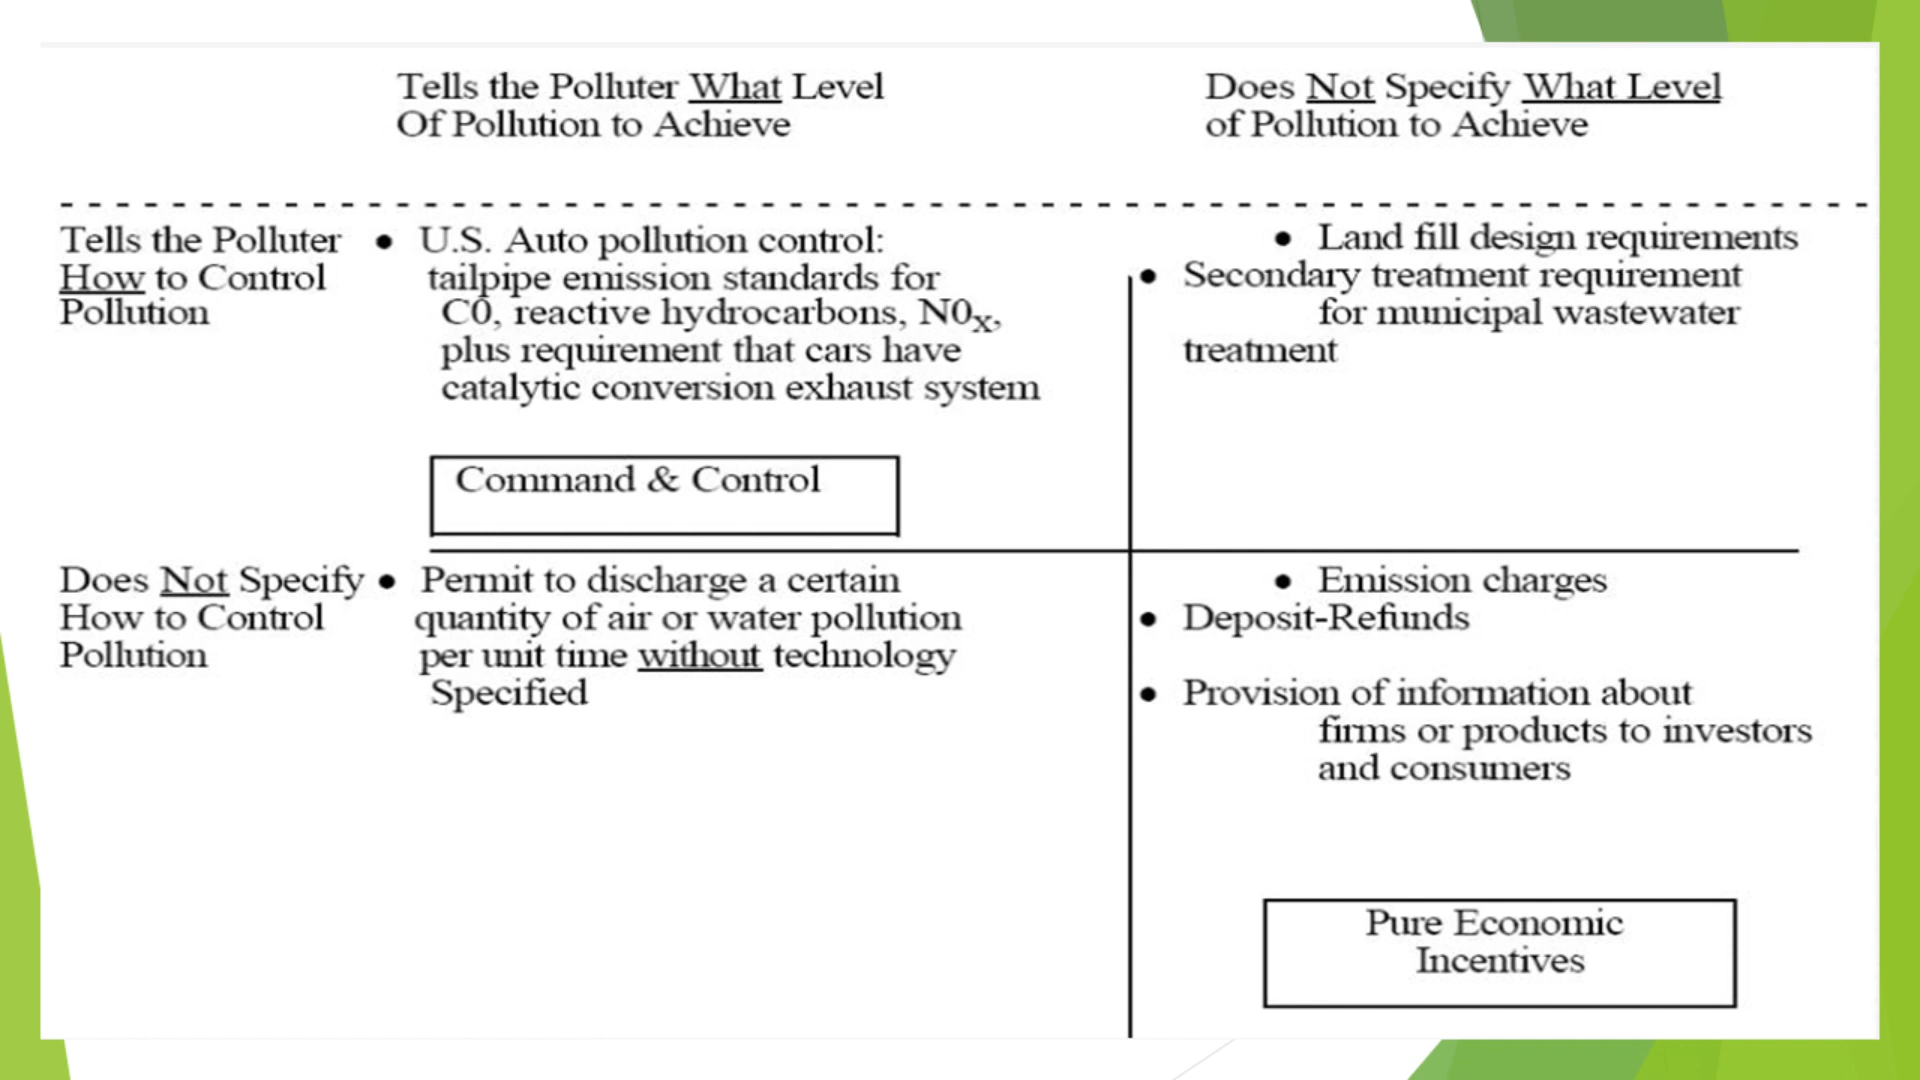 Tells the Polluter What Level
Of Pollution to Achieve
Does Not Specify What Level
of Pollution to Achieve
Tells the Polluter
How to Control
Pollution
• U.S. Auto pollution control:
tailpipe emission standards for
C0, reactive hydrocarbons, N0x,
plus requirement that cars have
catalytic conversion exhaust system
Command & Control
• Land fill design requirements
• Secondary treatment requirement
for municipal wastewater
treatment
Does Not Specify
How to Control
Pollution
• Permit to discharge a certain
quantity of air or water pollution
per unit time without technology
Specified
• Emission charges
• Deposit-Refunds
• Provision of information about
firms or products to investors
and consumers
Pure Economic
Incentives